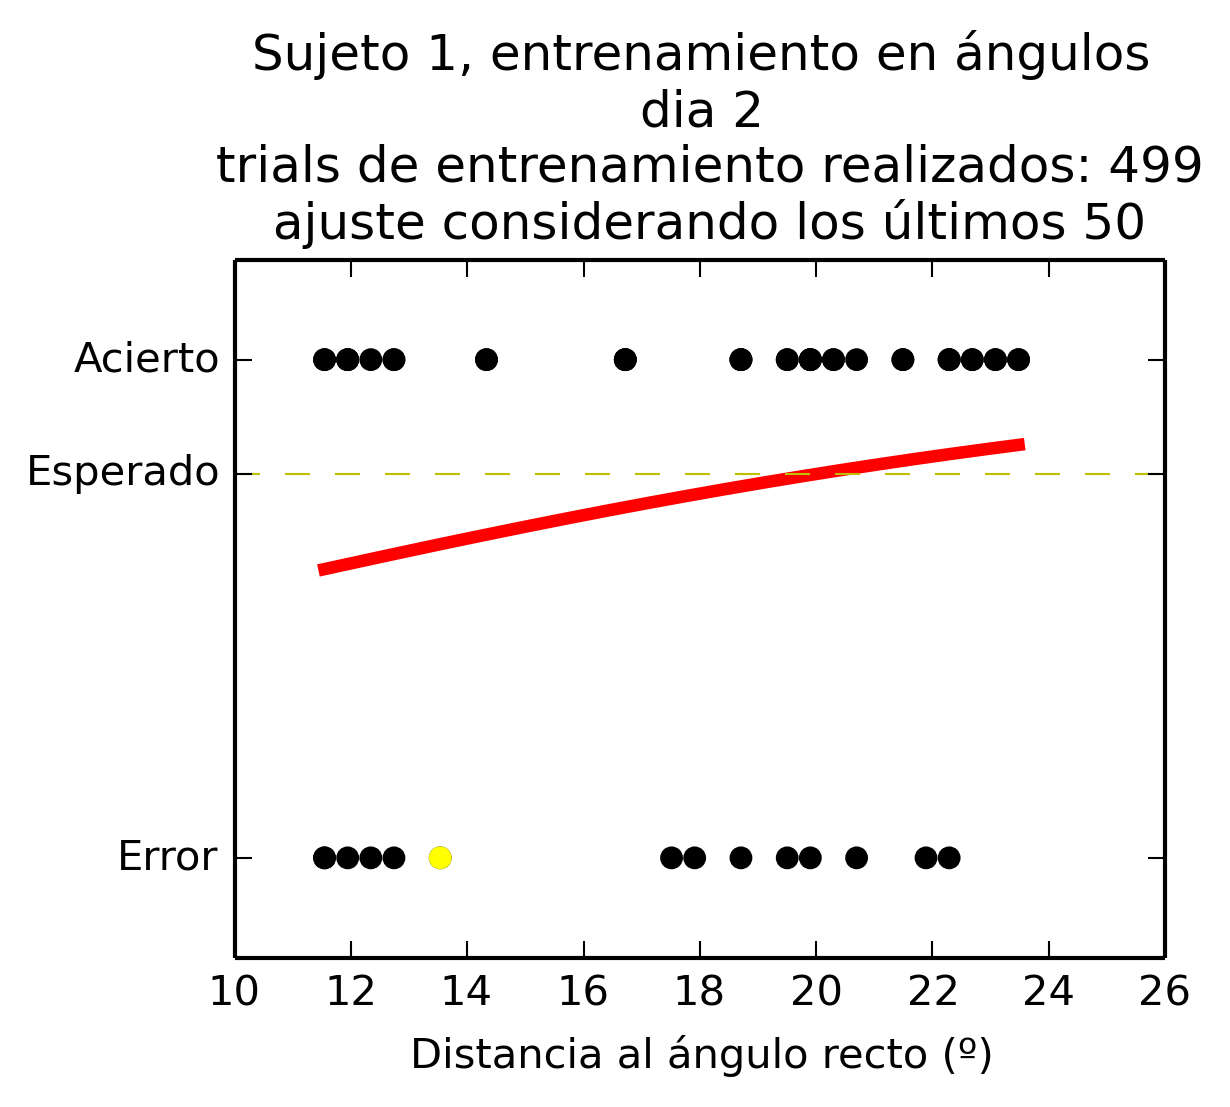 Sujeto 1, entrenamiento en ángulos
dia 2
trials de entrenamiento realizados: 499
ajuste considerando los últimos 50
Acierto
Esperado
Error
10 12 14 16 18 20 22 24 26
Distancia al ángulo recto (º)